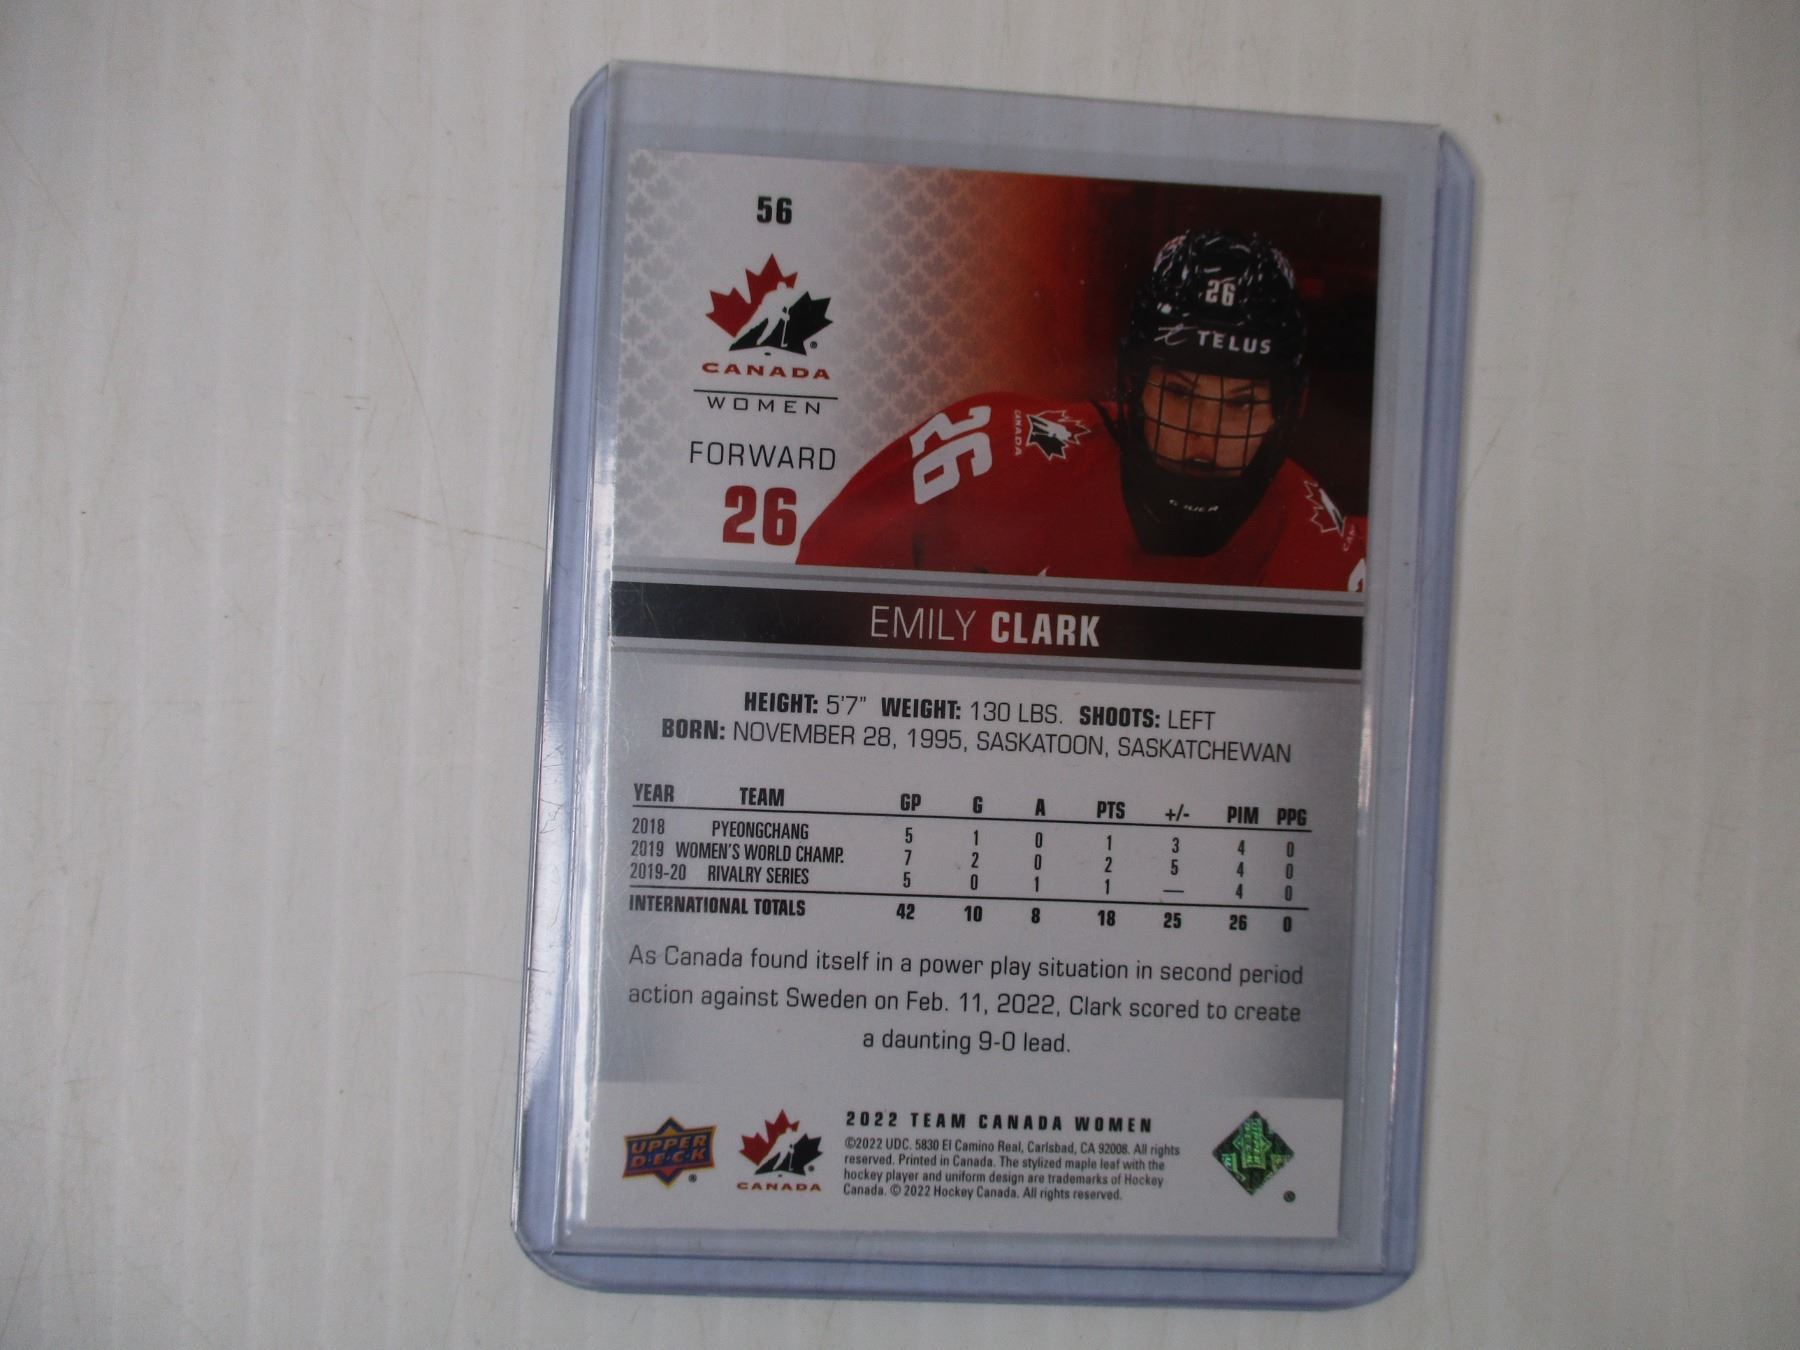 56
26
TELUS
CANADA
WOMEN
FORWARD
26
26
CANADA
EMILY CLARK
HEIGHT: 5'7" WEIGHT: 130 LBS. SHOOTS: LEFT
BORN: NOVEMBER 28, 1995, SASKATOON, SASKATCHEWAN
YEAR TEAM GP G A PTS +/- PIM PPG
2018 PYEONGCHANG 5 1 0 1 3 4 0
2019 WOMEN'S WORLD CHAMP. 7 2 0 2 5 4 0
2019-20 RIVALRY SERIES 5 0 1 1 — 4 0
INTERNATIONAL TOTALS 42 10 8 18 25 26 0
As Canada found itself in a power play situation in second period
action against Sweden on Feb. 11, 2022, Clark scored to create
a daunting 9-0 lead.
UPPER
DECK
®
CANADA
2022 TEAM CANADA WOMEN
©2022 UDC. 5830 El Camino Real, Carlsbad, CA 92008. All rights
reserved. Printed in Canada. The stylized maple leaf with the
hockey player and uniform design are trademarks of Hockey
Canada. © 2022 Hockey Canada. All rights reserved.
UPPER
DECK
®